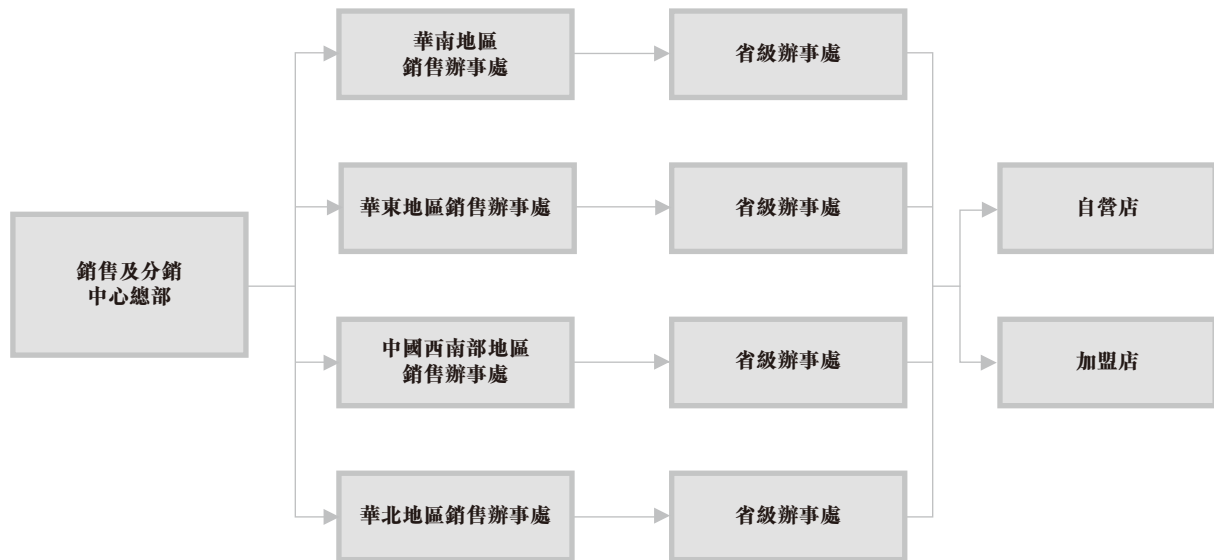 銷售及分銷
中心總部
華南地區
銷售辦事處
省級辦事處
華東地區銷售辦事處
省級辦事處
中國西南部地區
銷售辦事處
省級辦事處
華北地區銷售辦事處
省級辦事處
自營店
加盟店